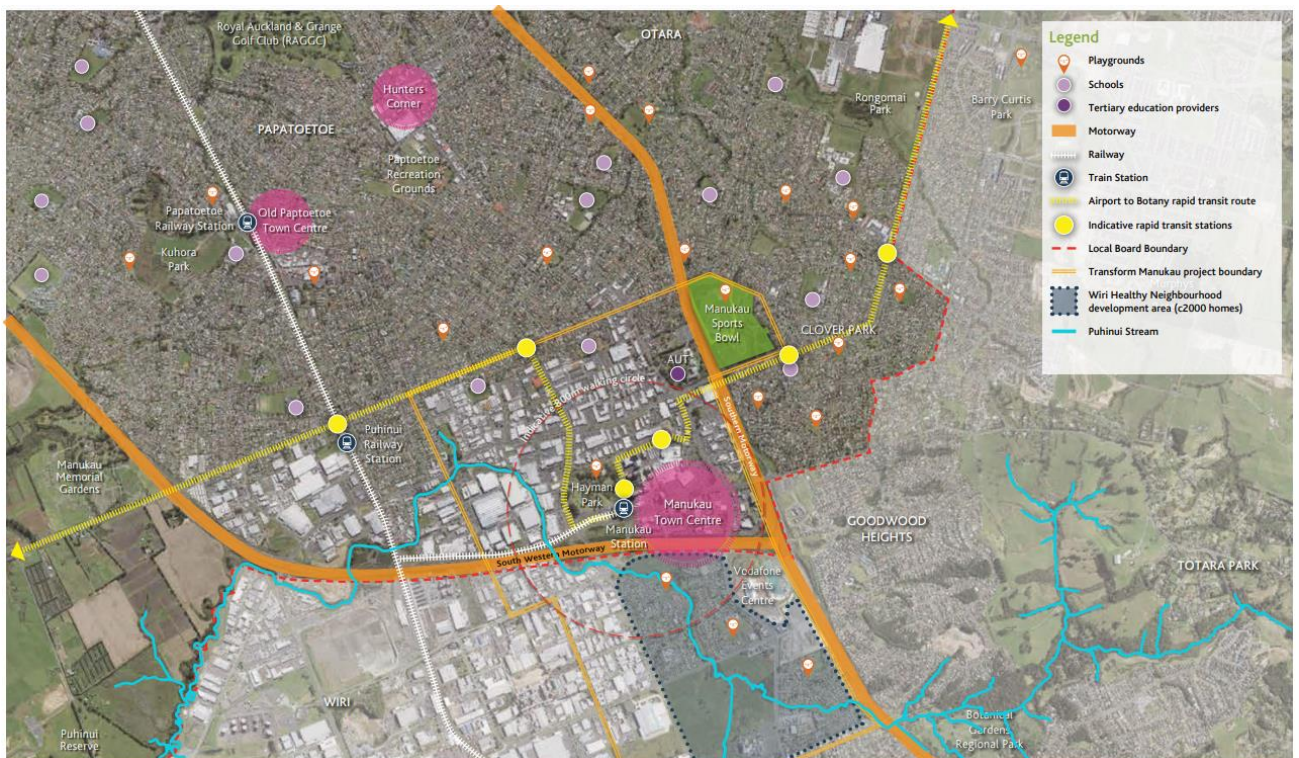 Royal Auckland & Grange
Golf Club (RAGGC)
OTARA
Hunters
Corner
Rongomai
Park
Barry Curtis
Park
PAPATOETOE
Paptoetoe
Recreation
Grounds
Papatoetoe
Railway Station
Old Paptoetoe
Town Centre
Kuhora
Park
Manukau
Sports
Bowl
CLOVER PARK
AUT
Indicative 800m walking circle
Southern Motorway
Puhinui
Railway
Station
Manukau
Memorial
Gardens
Hayman
Park
Manukau
Town Centre
Manukau
Station
South Western Motorway
GOODWOOD
HEIGHTS
Vodafone
Events
Centre
TOTARA PARK
WIRI
Puhinui
Reserve
Botanical
Gardens
Regional Park
Legend
Playgrounds
Schools
Tertiary education providers
Motorway
Railway
Train Station
Airport to Botany rapid transit route
Indicative rapid transit stations
Local Board Boundary
Transform Manukau project boundary
Wiri Healthy Neighbourhood
development area (c2000 homes)
Puhinui Stream